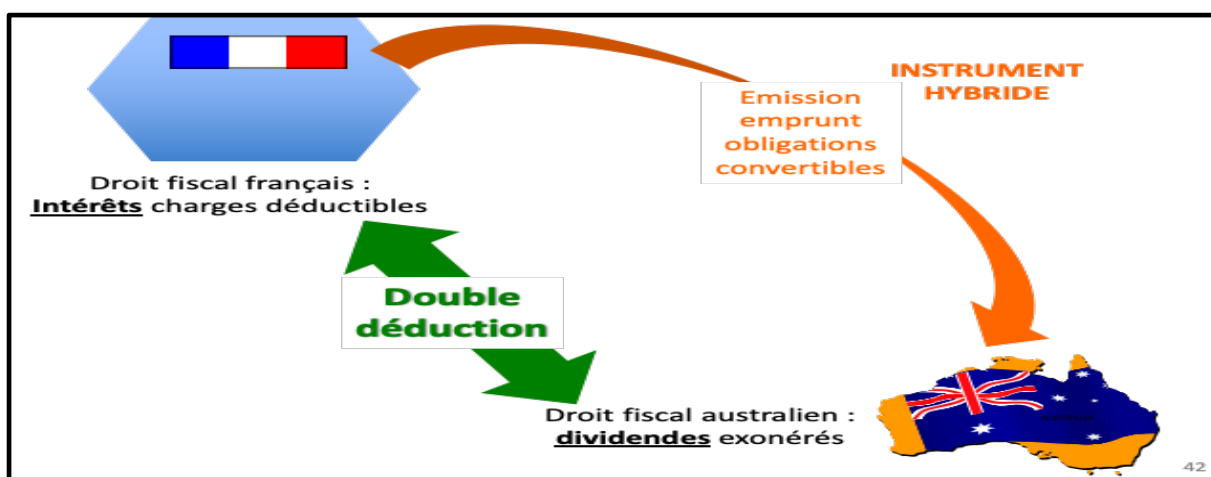 INSTRUMENT
HYBRIDE
Emission
emprunt
obligations
convertibles
Droit fiscal français :
Intérêts charges déductibles
Double
déduction
Droit fiscal australien :
dividendes exonérés
42